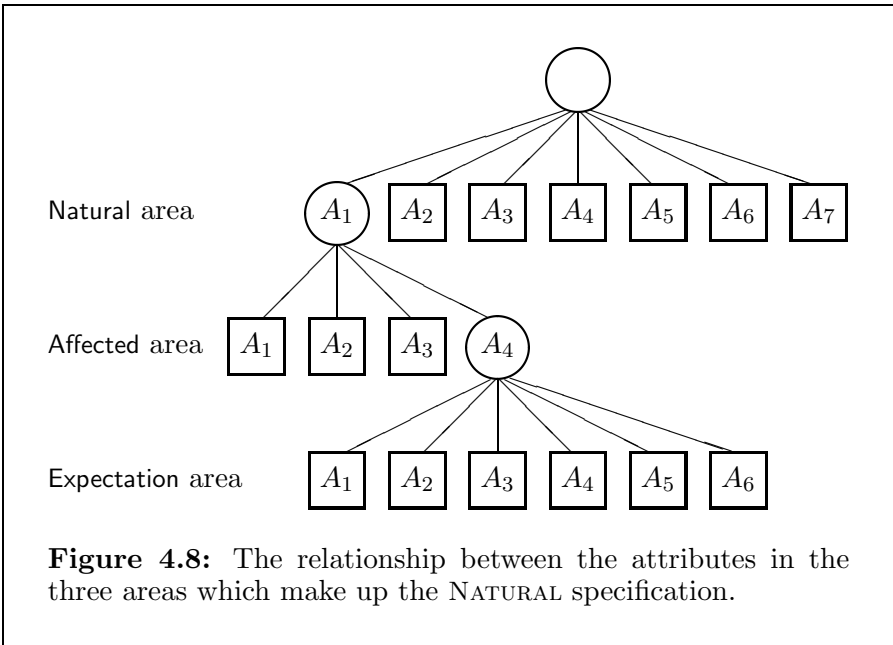 Natural area A₁ A₂ A₃ A₄ A₅ A₆ A₇
Affected area A₁ A₂ A₃ A₄
Expectation area A₁ A₂ A₃ A₄ A₅ A₆
Figure 4.8: The relationship between the attributes in the
three areas which make up the NATURAL specification.